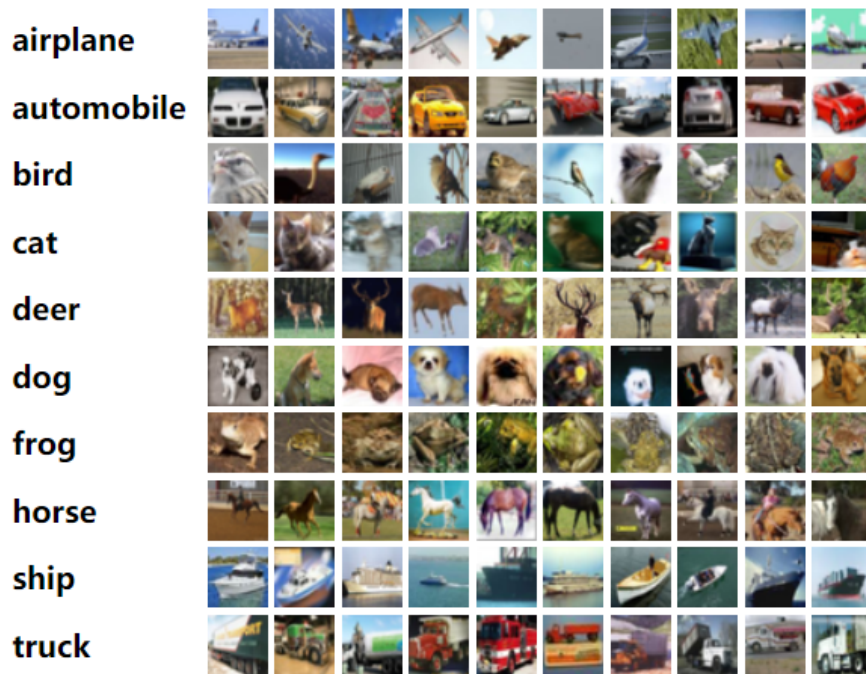 airplane
automobile
bird
cat
deer
dog
frog
horse
ship
truck